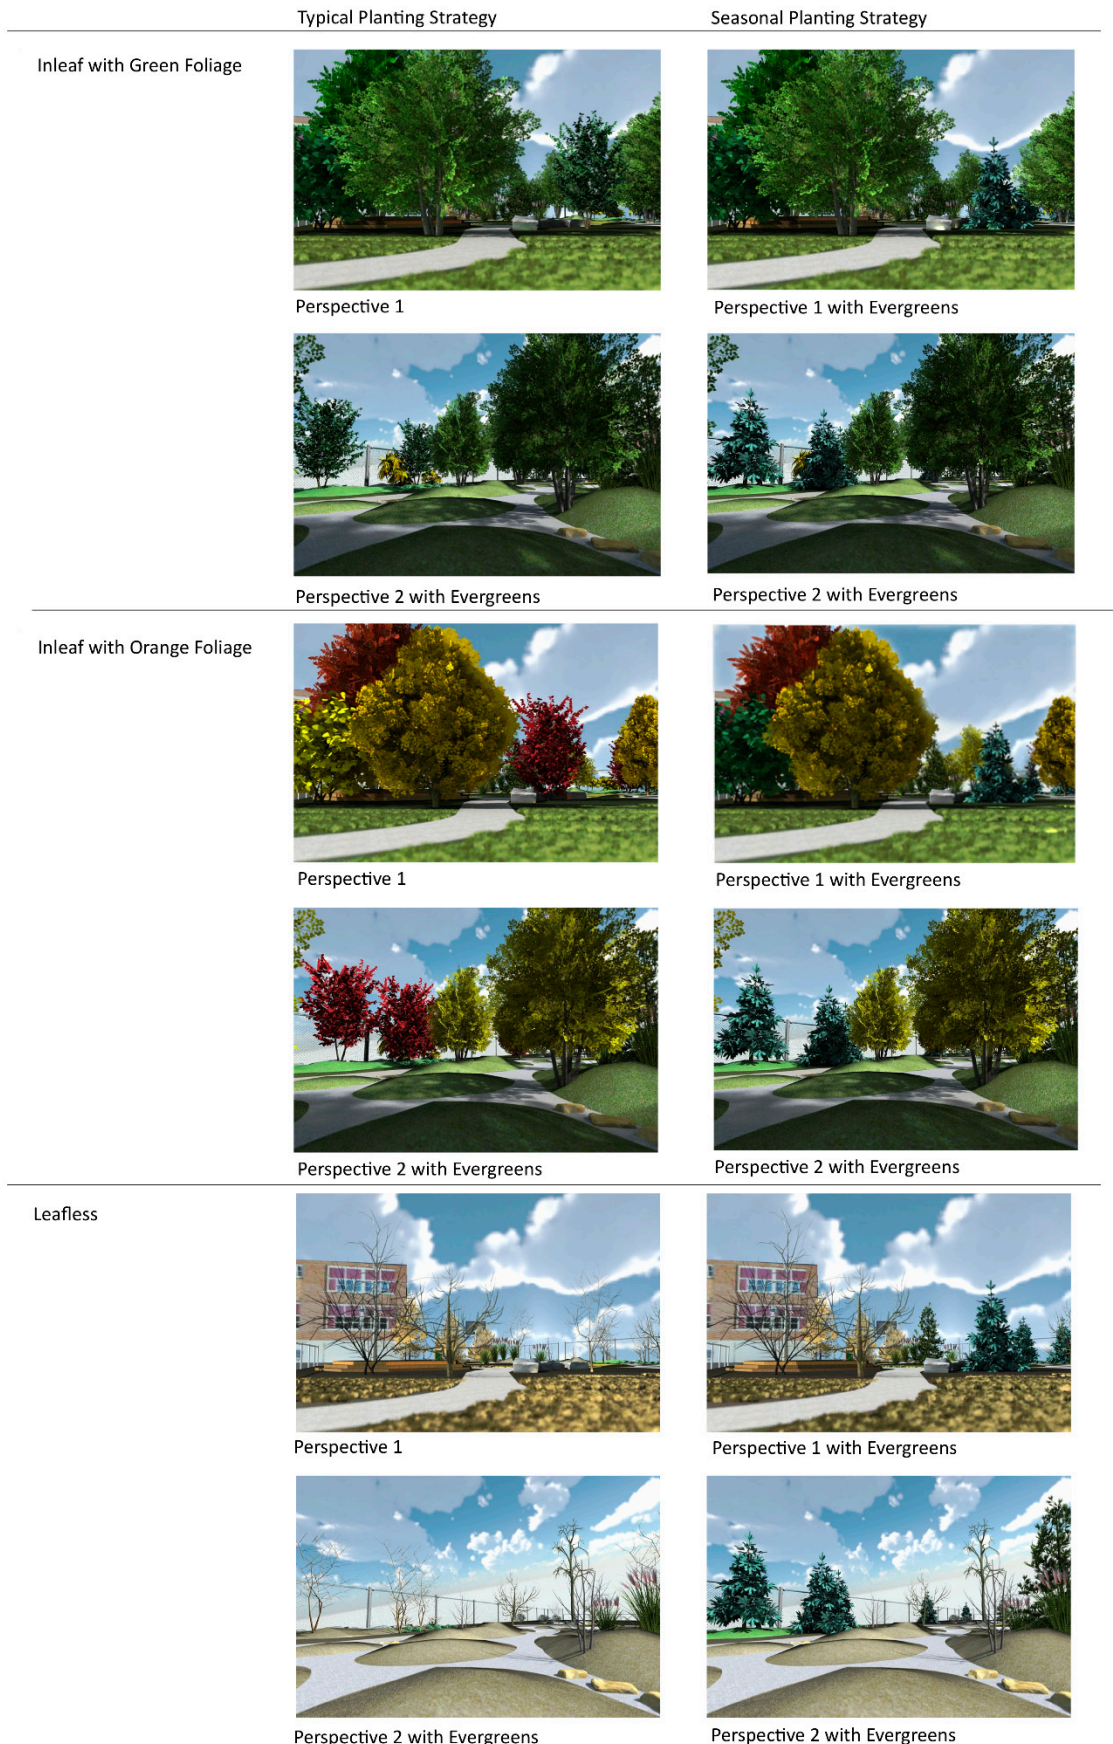 Typical Planting Strategy
Seasonal Planting Strategy
Inleaf with Green Foliage
Perspective 1
Perspective 1 with Evergreens
Perspective 2 with Evergreens
Perspective 2 with Evergreens
Inleaf with Orange Foliage
Perspective 1
Perspective 1 with Evergreens
Perspective 2 with Evergreens
Perspective 2 with Evergreens
Leafless
Perspective 1
Perspective 1 with Evergreens
Perspective 2 with Evergreens
Perspective 2 with Evergreens